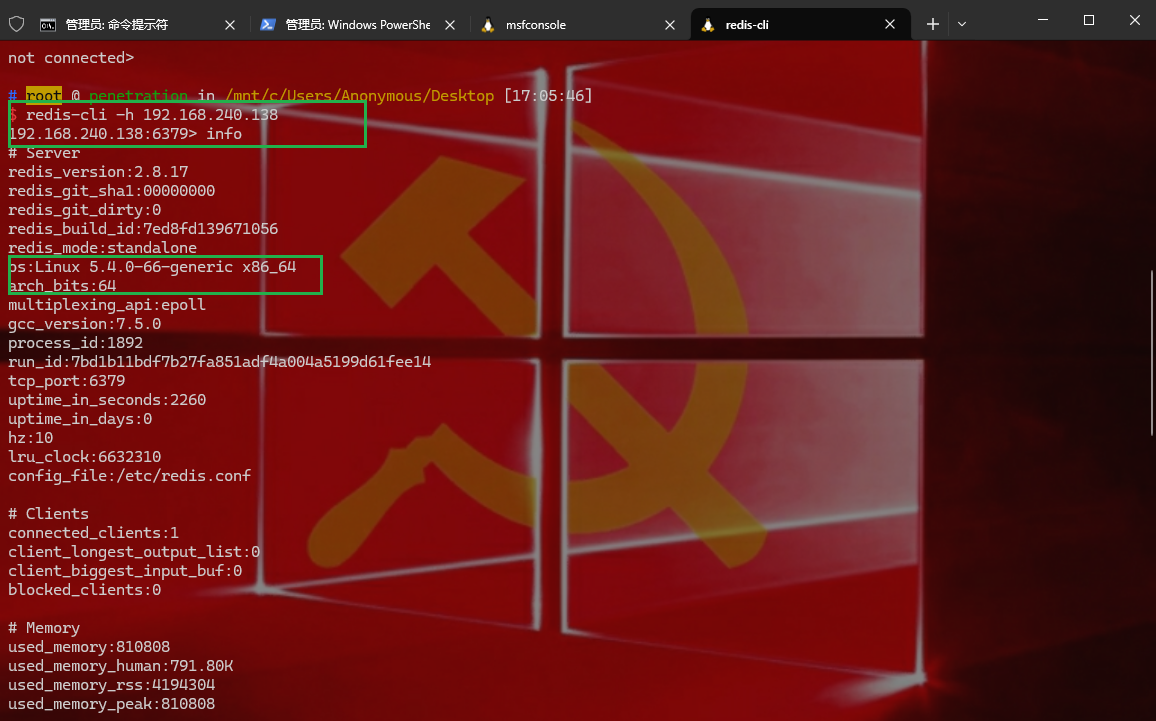 管理员: 命令提示符
管理员: Windows PowerShe
msfconsole
redis-cli
not connected>
# root @ penetration in /mnt/c/Users/Anonymous/Desktop [17:05:46]
$ redis-cli -h 192.168.240.138
192.168.240.138:6379> info
# Server
redis_version:2.8.17
redis_git_sha1:00000000
redis_git_dirty:0
redis_build_id:7ed8fd139671056
redis_mode:standalone
os:Linux 5.4.0-66-generic x86_64
arch_bits:64
multiplexing_api:epoll
gcc_version:7.5.0
process_id:1892
run_id:7bd1b11bdf7b27fa851adf4a004a5199d61fee14
tcp_port:6379
uptime_in_seconds:2260
uptime_in_days:0
hz:10
lru_clock:6632310
config_file:/etc/redis.conf
# Clients
connected_clients:1
client_longest_output_list:0
client_biggest_input_buf:0
blocked_clients:0
# Memory
used_memory:810808
used_memory_human:791.80K
used_memory_rss:4194304
used_memory_peak:810808